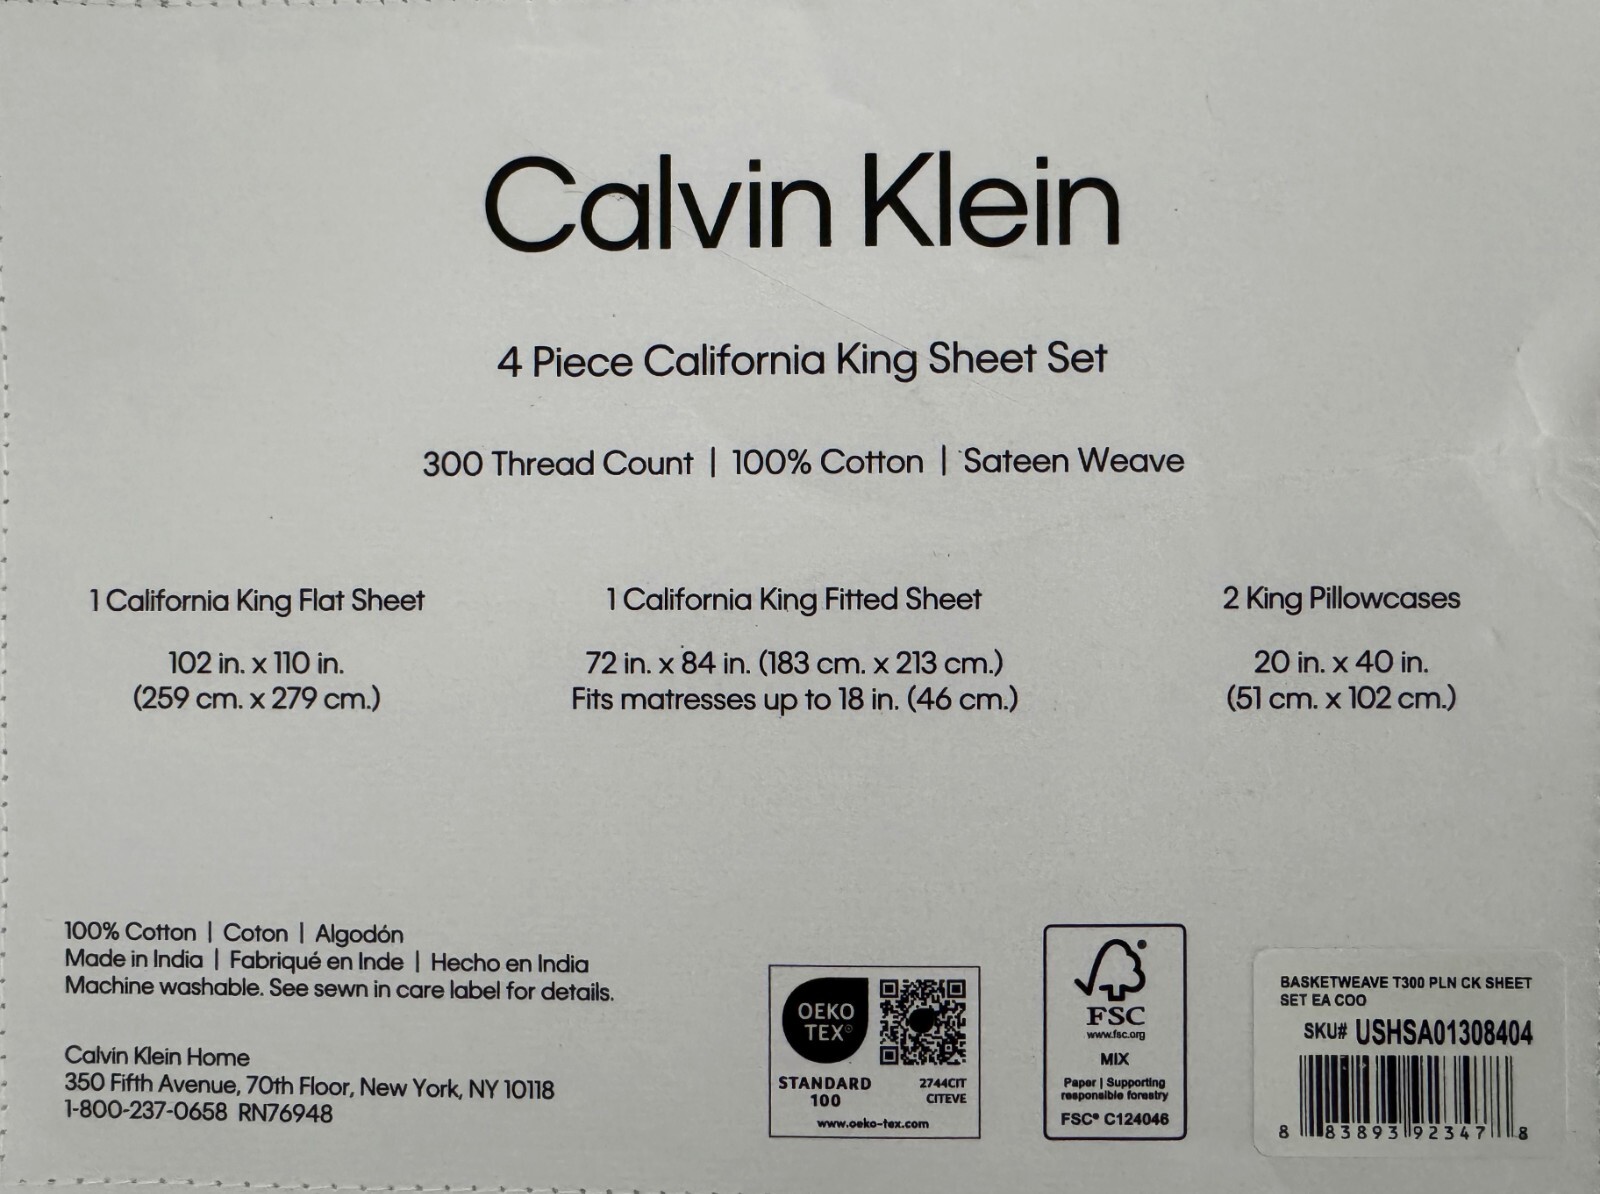 Calvin Klein
4 Piece California King Sheet Set
300 Thread Count | 100% Cotton | Sateen Weave
1 California King Flat Sheet
102 in. x 110 in.
(259 cm. x 279 cm.)
1 California King Fitted Sheet
72 in. x 84 in. (183 cm. x 213 cm.)
Fits matresses up to 18 in. (46 cm.)
2 King Pillowcases
20 in. x 40 in.
(51 cm. x 102 cm.)
100% Cotton | Coton | Algodón
Made in India | Fabriqué en Inde | Hecho en India
Machine washable. See sewn in care label for details.
Calvin Klein Home
350 Fifth Avenue, 70th Floor, New York, NY 10118
1-800-237-0658 RN76948
OEKO
TEX®
STANDARD
100
2744CIT
CITEVE
www.oeko-tex.com
FSC
www.fsc.org
MIX
Paper | Supporting
responsible forestry
FSC® C124046
BASKETWEAVE T300 PLN CK SHEET
SET EA COO
SKU# USHSA01308404
8 83893 92347 8